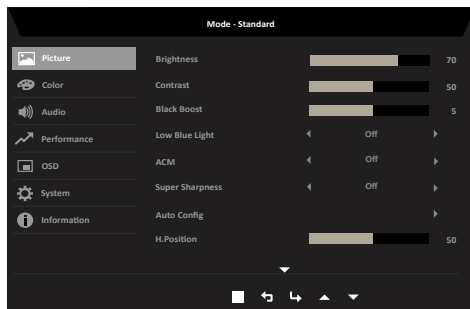 Mode - Standard
Picture
Color
Audio
Performance
OSD
System
Information
Brightness 70
Contrast 50
Black Boost 5
Low Blue Light Off
ACM Off
Super Sharpness Off
Auto Config
H.Position 50